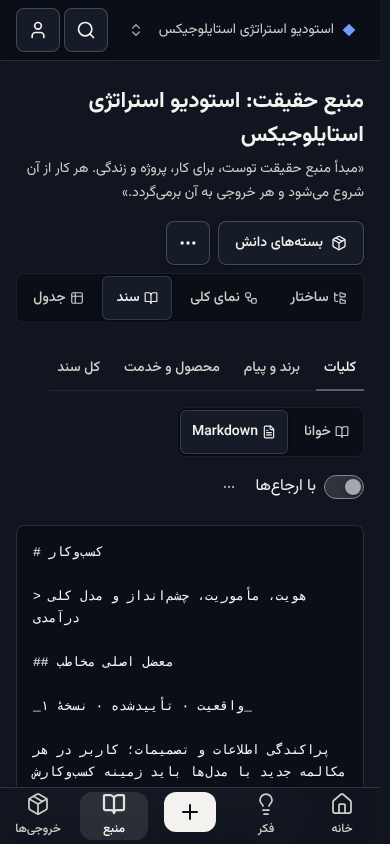 استودیو استراتژی استایلوجیکس
منبع حقیقت: استودیو استراتژی
استایلوجیکس
«مبدأ منبع حقیقت توست، برای کار، پروژه و زندگی. هر کار از آن
شروع می‌شود و هر خروجی به آن برمی‌گردد.»
بسته‌های دانش
ساختار
نمای کلی
سند
جدول
کلیات
برند و پیام
محصول و خدمت
کل سند
خوانا
Markdown
با ارجاع‌ها
# کسب‌وکار
> هویت، مأموریت، چشم‌انداز و مدل کلی
درآمدی
## معضل اصلی مخاطب
_واقعیت · تأییدشده · نسخهٔ ۱_
پراکندگی اطلاعات و تصمیمات؛ کاربر در هر
مکالمه جدید با مدل‌ها باید زمینه کسب‌وکارش
خانه
فکر
منبع
خروجی‌ها